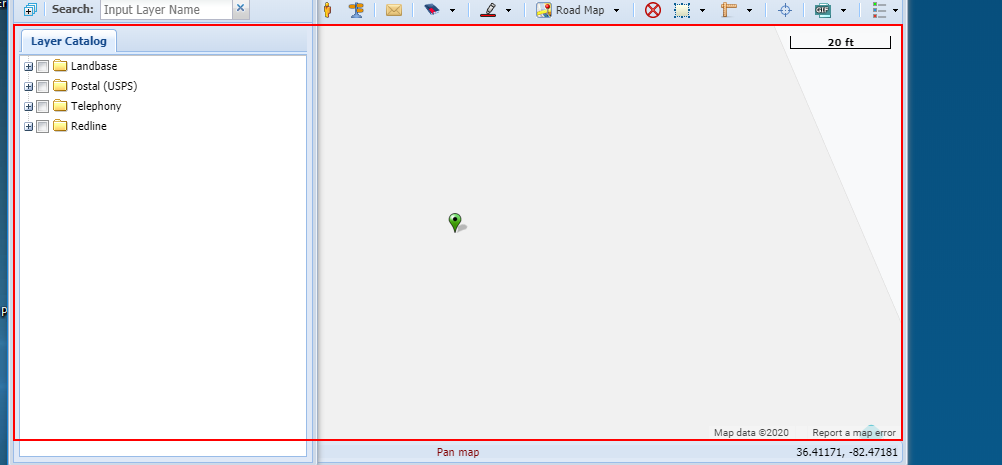 Search: Input Layer Name Road Map GIF
Layer Catalog
20 ft
Landbase
Postal (USPS)
Telephony
Redline
Map data ©2020 Report a map error
Pan map 36.41171, -82.47181